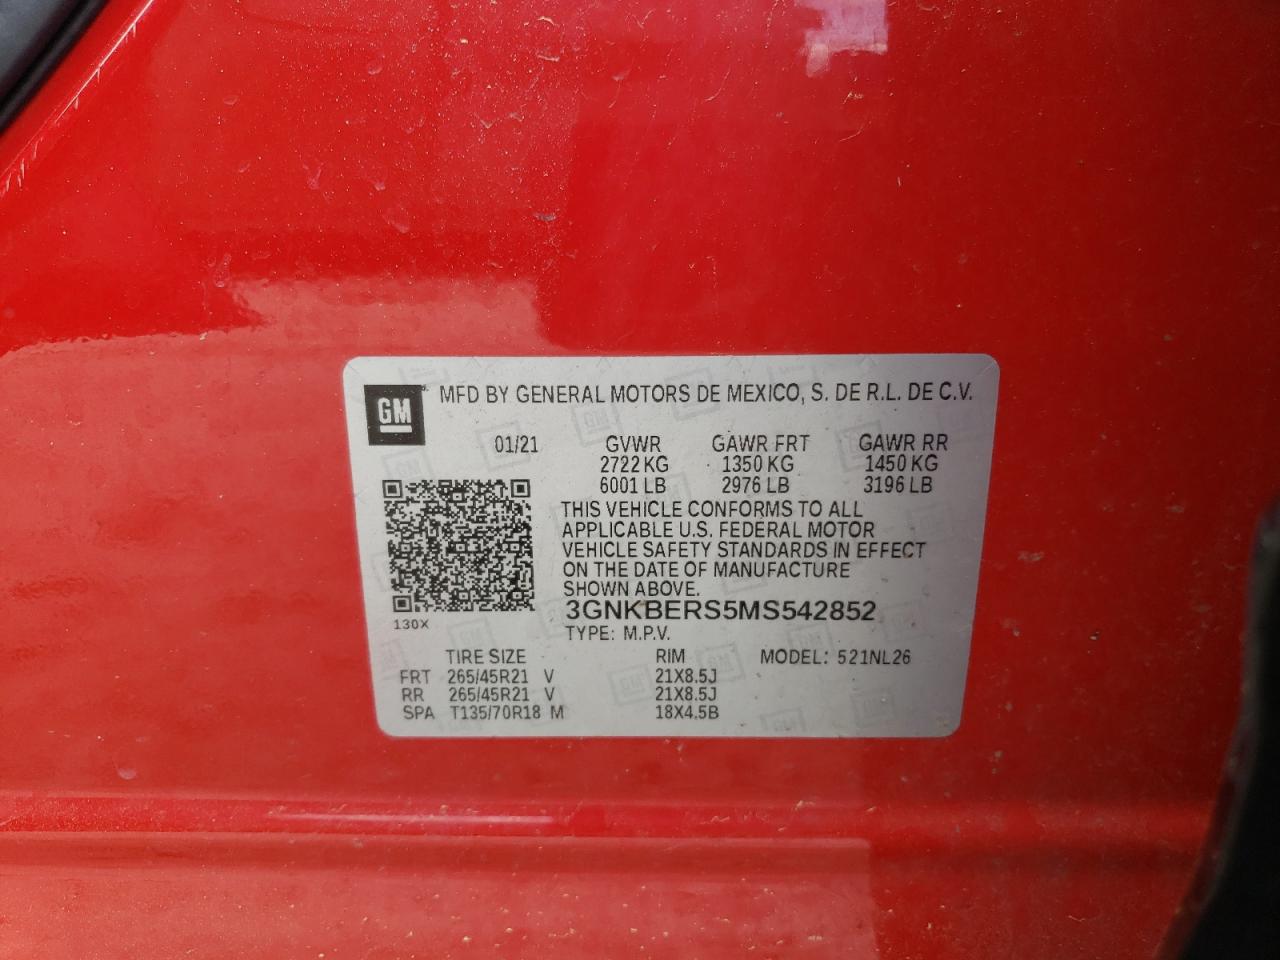 GM
MFD BY GENERAL MOTORS DE MEXICO, S. DE R.L. DE C.V.
01/21 GVWR GAWR FRT GAWR RR
2722 KG 1350 KG 1450 KG
6001 LB 2976 LB 3196 LB
THIS VEHICLE CONFORMS TO ALL
APPLICABLE U.S. FEDERAL MOTOR
VEHICLE SAFETY STANDARDS IN EFFECT
ON THE DATE OF MANUFACTURE
SHOWN ABOVE.
3GNKBERS5MS542852
130X
TYPE: M.P.V.
TIRE SIZE RIM MODEL: 521NL26
FRT 265/45R21 V 21X8.5J
RR 265/45R21 V 21X8.5J
SPA T135/70R18 M 18X4.5B